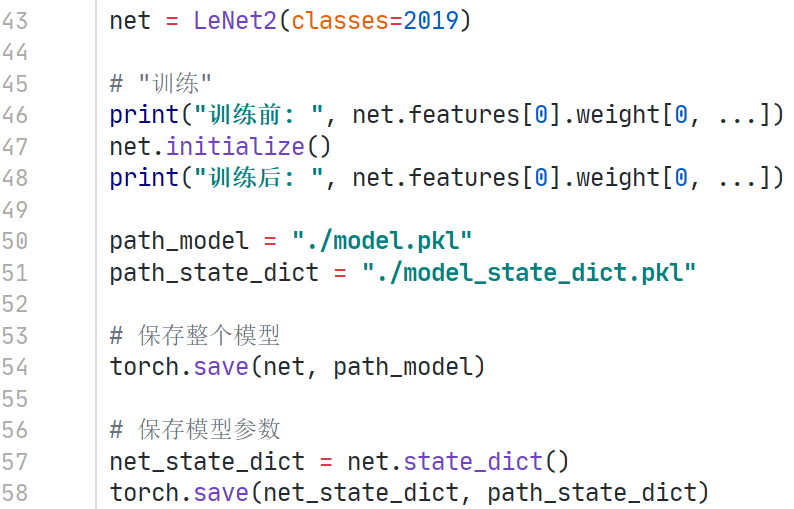 43 net = LeNet2(classes=2019)
44
45 # "训练"
46 print("训练前: ", net.features[0].weight[0, ...])
47 net.initialize()
48 print("训练后: ", net.features[0].weight[0, ...])
49
50 path_model = "./model.pkl"
51 path_state_dict = "./model_state_dict.pkl"
52
53 # 保存整个模型
54 torch.save(net, path_model)
55
56 # 保存模型参数
57 net_state_dict = net.state_dict()
58 torch.save(net_state_dict, path_state_dict)